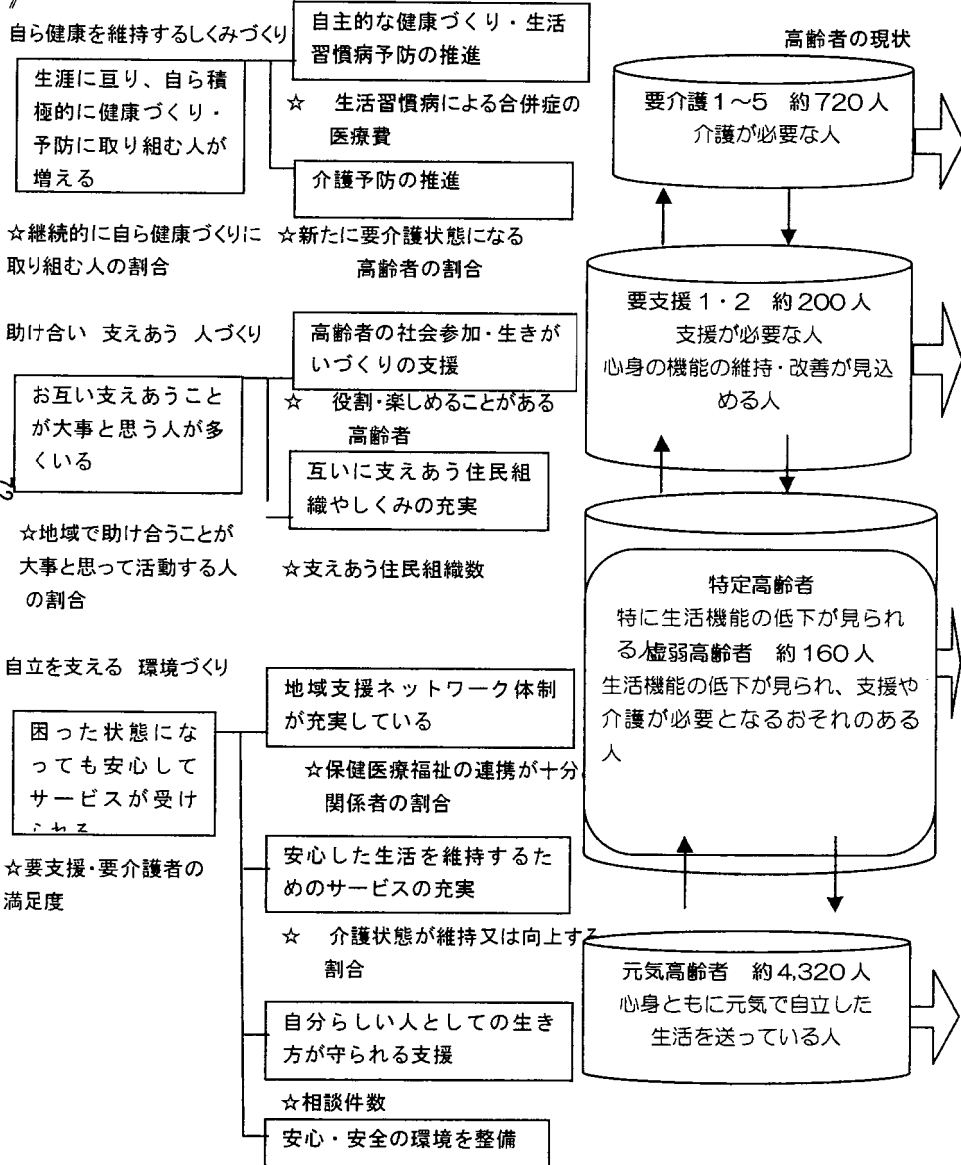 自ら健康を維持するしくみづくり
生涯に亘り、自ら積
極的に健康づくり・
予防に取り組む人が
増える
☆継続的に自ら健康づくりに
取り組む人の割合
自主的な健康づくり・生活
習慣病予防の推進
☆　生活習慣病による合併症の
医療費
介護予防の推進
☆新たに要介護状態になる
高齢者の割合
助け合い 支えあう 人づくり
お互い支えあうこと
が大事と思う人が多
くいる
☆地域で助け合うことが
大事と思って活動する人
の割合
高齢者の社会参加・生きが
いづくりの支援
☆　役割・楽しめることがある
高齢者
互いに支えあう住民組
織やしくみの充実
☆支えあう住民組織数
自立を支える 環境づくり
困った状態にな
っても安心して
サービスが受け
られる
☆要支援・要介護者の
満足度
地域支援ネットワーク体制
が充実している
☆保健医療福祉の連携が十分
関係者の割合
安心した生活を維持するた
めのサービスの充実
☆　介護状態が維持又は向上する
割合
自分らしい人としての生き
方が守られる支援
☆相談件数
安心・安全の環境を整備
高齢者の現状
要介護1～5　約720人
介護が必要な人
要支援1・2　約200人
支援が必要な人
心身の機能の維持・改善が見込
める人
特定高齢者
特に生活機能の低下が見られ
る人
虚弱高齢者　約160人
生活機能の低下が見られ、支援や
介護が必要となるおそれのある
人
元気高齢者　約4,320人
心身ともに元気で自立した
生活を送っている人